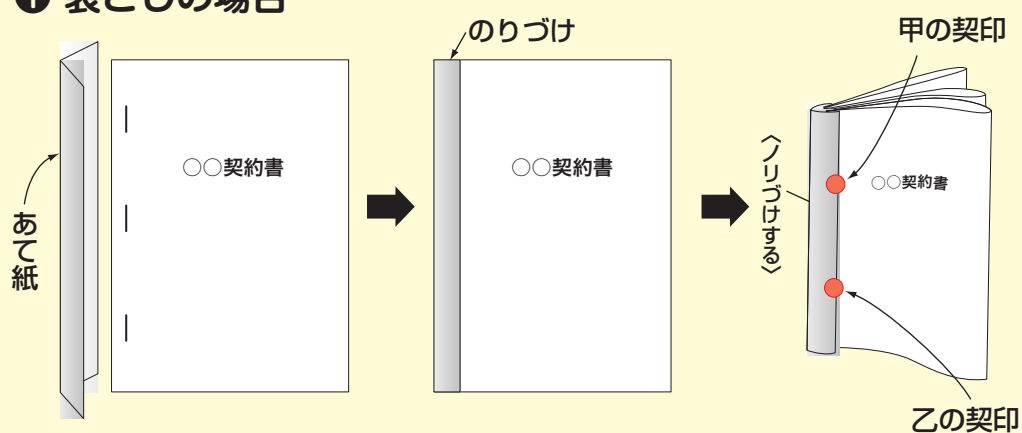 ❶ 袋とじの場合
のりづけ
甲の契印
あて紙
○○契約書
○○契約書
〈ノリづけする〉
○○契約書
乙の契印